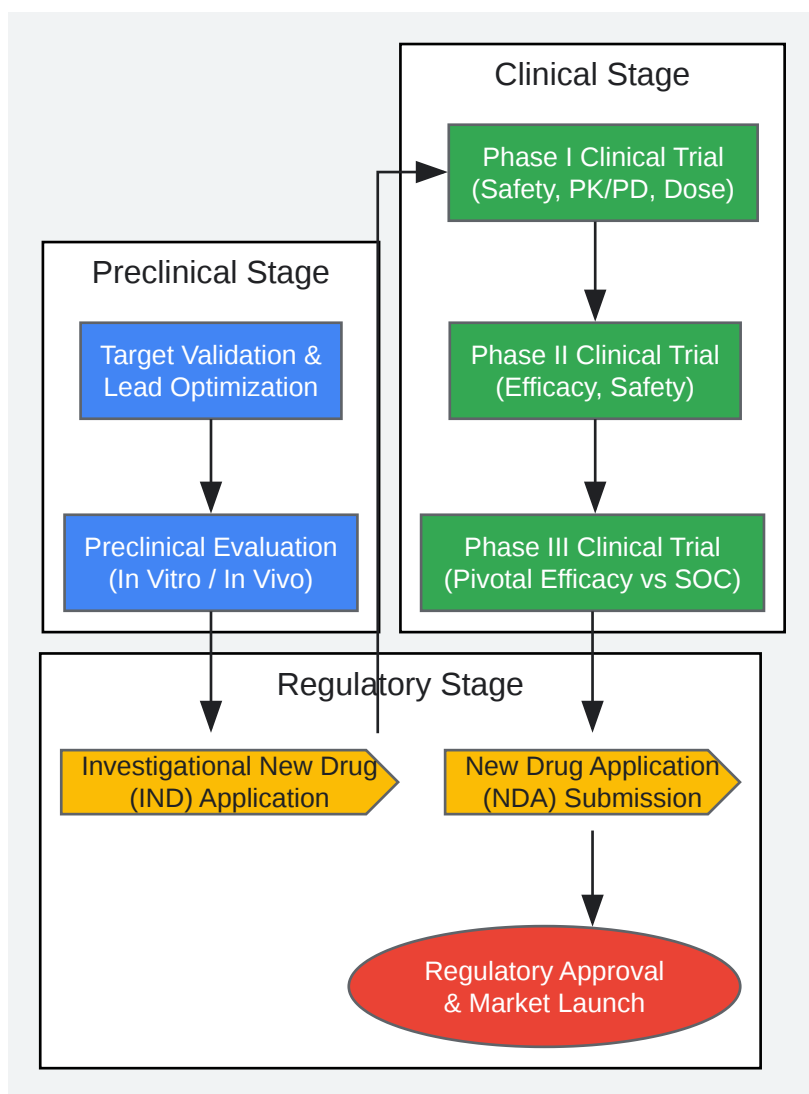 Clinical Stage
Phase I Clinical Trial
(Safety, PK/PD, Dose)
Preclinical Stage
Target Validation &
Lead Optimization
Phase II Clinical Trial
(Efficacy, Safety)
Preclinical Evaluation
(In Vitro / In Vivo)
Phase III Clinical Trial
(Pivotal Efficacy vs SOC)
Regulatory Stage
Investigational New Drug
(IND) Application
New Drug Application
(NDA) Submission
Regulatory Approval
& Market Launch